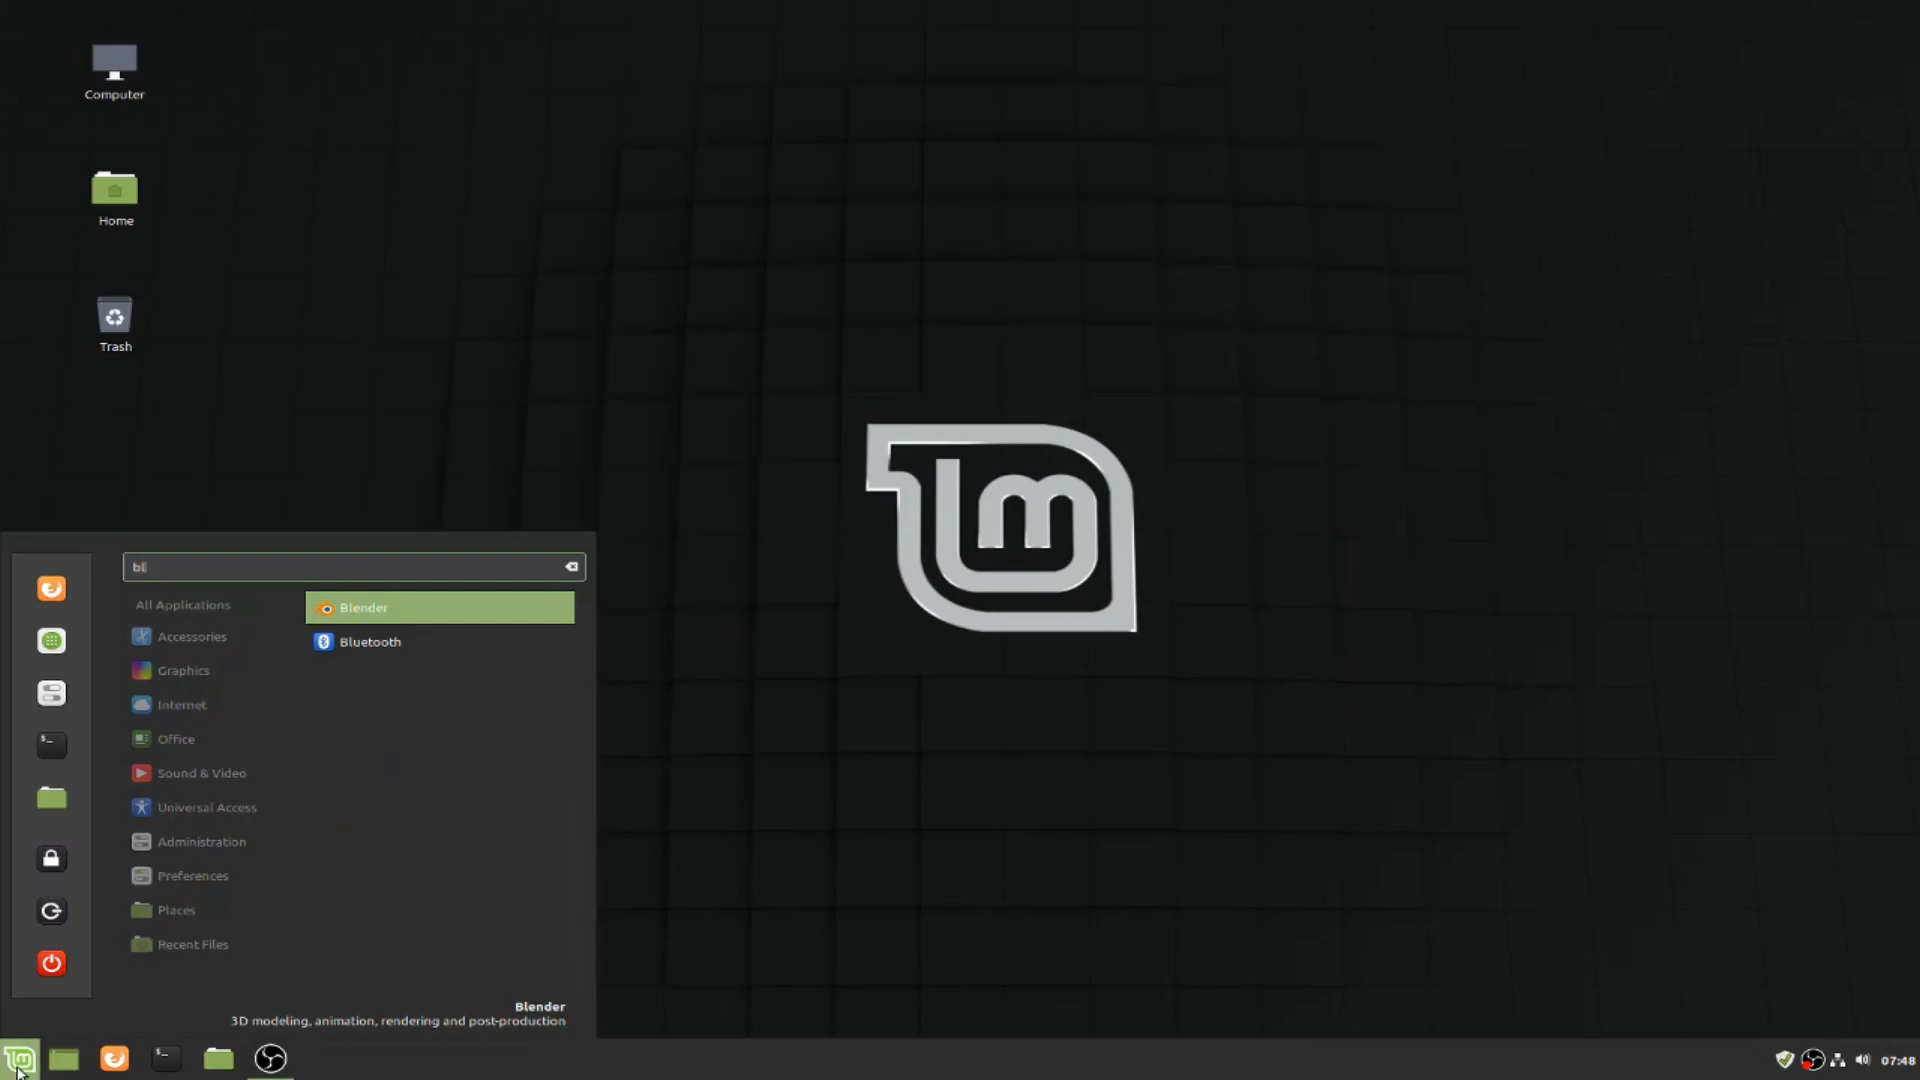 Computer
Home
Trash
lm
bl
All Applications
Accessories
Graphics
Internet
Office
Sound & Video
Universal Access
Administration
Preferences
Places
Recent Files
Blender
Bluetooth
Blender
3D modeling, animation, rendering and post-production
07:48